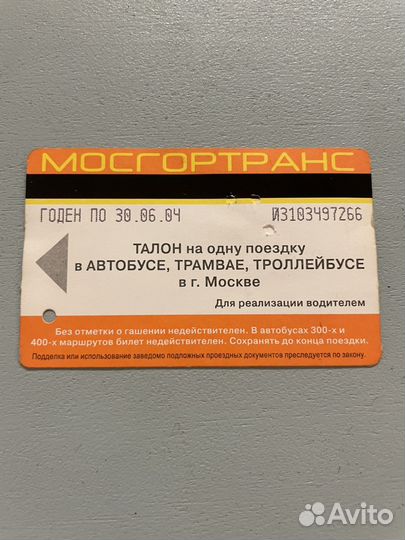 МОСГОРТРАНС
ГОДЕН ПО 30.06.04 И3103497266
ТАЛОН на одну поездку
в АВТОБУСЕ, ТРАМВАЕ, ТРОЛЛЕЙБУСЕ
в г. Москве
Для реализации водителем
Без отметки о гашении недействителен. В автобусах 300-х и
400-х маршрутов билет недействителен. Сохранять до конца поездки.
Подделка или использование заведомо подложных проездных документов преследуется по закону.
Avito